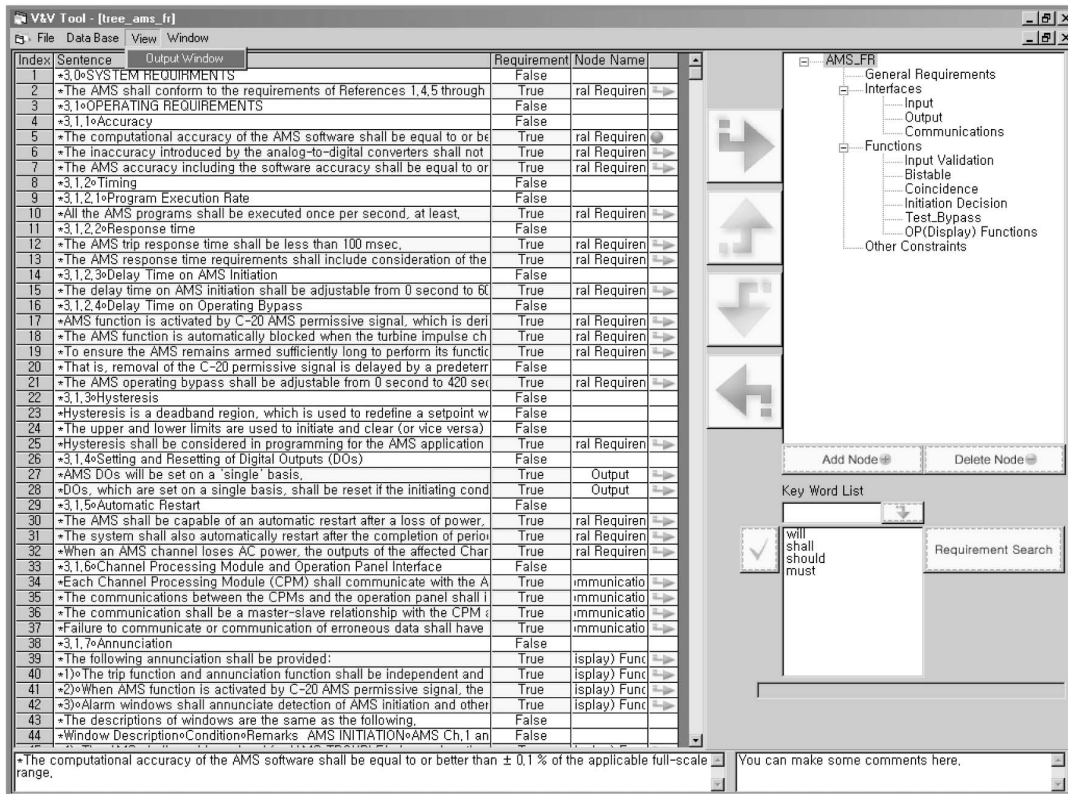 V&V Tool - [tree_ams_fr]
File Data Base View Window
Output Window
Index Sentence Requirement Node Name
1 *3,0∘SYSTEM REQUIRMENTS False
2 *The AMS shall conform to the requirements of References 1,4,5 through True ral Requiren
3 *3,1∘OPERATING REQUIREMENTS False
4 *3,1,1∘Accuracy False
5 *The computational accuracy of the AMS software shall be equal to or be True ral Requiren
6 *The inaccuracy introduced by the analog-to-digital converters shall not True ral Requiren
7 *The AMS accuracy including the software accuracy shall be equal to or True ral Requiren
8 *3,1,2∘Timing False
9 *3,1,2,1∘Program Execution Rate False
10 *All the AMS programs shall be executed once per second, at least, True ral Requiren
11 *3,1,2,2∘Response time False
12 *The AMS trip response time shall be less than 100 msec, True ral Requiren
13 *The AMS response time requirements shall include consideration of the True ral Requiren
14 *3,1,2,3∘Delay Time on AMS Initiation False
15 *The delay time on AMS initiation shall be adjustable from 0 second to 60 True ral Requiren
16 *3,1,2,4∘Delay Time on Operating Bypass False
17 *AMS function is activated by C-20 AMS permissive signal, which is deri True ral Requiren
18 *The AMS function is automatically blocked when the turbine impulse ch True ral Requiren
19 *To ensure the AMS remains armed sufficiently long to perform its functic True ral Requiren
20 *That is, removal of the C-20 permissive signal is delayed by a predeterr False
21 *The AMS operating bypass shall be adjustable from 0 second to 420 sec True ral Requiren
22 *3,1,3∘Hysteresis False
23 *Hysteresis is a deadband region, which is used to redefine a setpoint w False
24 *The upper and lower limits are used to initiate and clear (or vice versa) False
25 *Hysteresis shall be considered in programming for the AMS application True ral Requiren
26 *3,1,4∘Setting and Resetting of Digital Outputs (DOs) False
27 *AMS DOs will be set on a 'single' basis, True Output
28 *DOs, which are set on a single basis, shall be reset if the initiating cond True Output
29 *3,1,5∘Automatic Restart False
30 *The AMS shall be capable of an automatic restart after a loss of power, True ral Requiren
31 *The system shall also automatically restart after the completion of perio True ral Requiren
32 *When an AMS channel loses AC power, the outputs of the affected Char True ral Requiren
33 *3,1,6∘Channel Processing Module and Operation Panel Interface False
34 *Each Channel Processing Module (CPM) shall communicate with the A True mmunicatio
35 *The communications between the CPMs and the operation panel shall i True mmunicatio
36 *The communication shall be a master-slave relationship with the CPM a True mmunicatio
37 *Failure to communicate or communication of erroneous data shall have True mmunicatio
38 *3,1,7∘Annunciation False
39 *The following annunciation shall be provided: True isplay) Func
40 *1)∘The trip function and annunciation function shall be independent and True isplay) Func
41 *2)∘When AMS function is activated by C-20 AMS permissive signal, the True isplay) Func
42 *3)∘Alarm windows shall annunciate detection of AMS initiation and other True isplay) Func
43 *The descriptions of windows are the same as the following, False
44 *Window Description∘Condition∘Remarks AMS INITIATION∘AMS Ch,1 an False
*The computational accuracy of the AMS software shall be equal to or better than ± 0,1 % of the applicable full-scale
range,
AMS_FR
General Requirements
Interfaces
Input
Output
Communications
Functions
Input Validation
Bistable
Coincidence
Initiation Decision
Test_Bypass
OP(Display) Functions
Other Constraints
Add Node Delete Node
Key Word List
will
shall
should
must
Requirement Search
You can make some comments here,